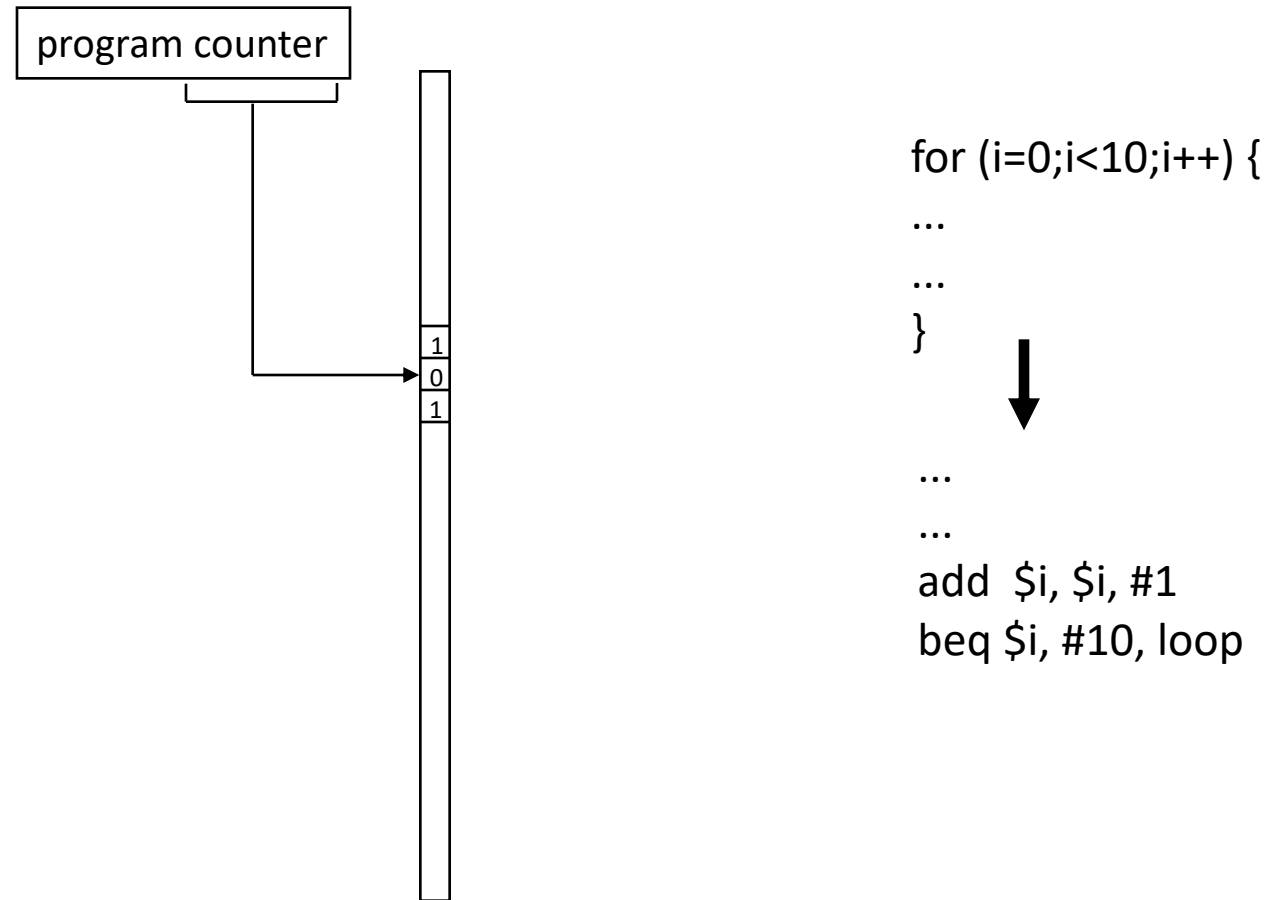 program counter
1
0
1
for (i=0;i<10;i++) {
...
...
}
...
...
add  $i, $i, #1
beq $i, #10, loop